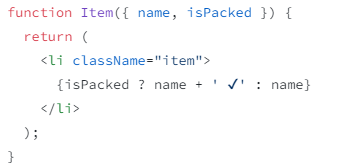 function Item({ name, isPacked }) {
  return (
    <li className="item">
      {isPacked ? name + ' ✔' : name}
    </li>
  );
}